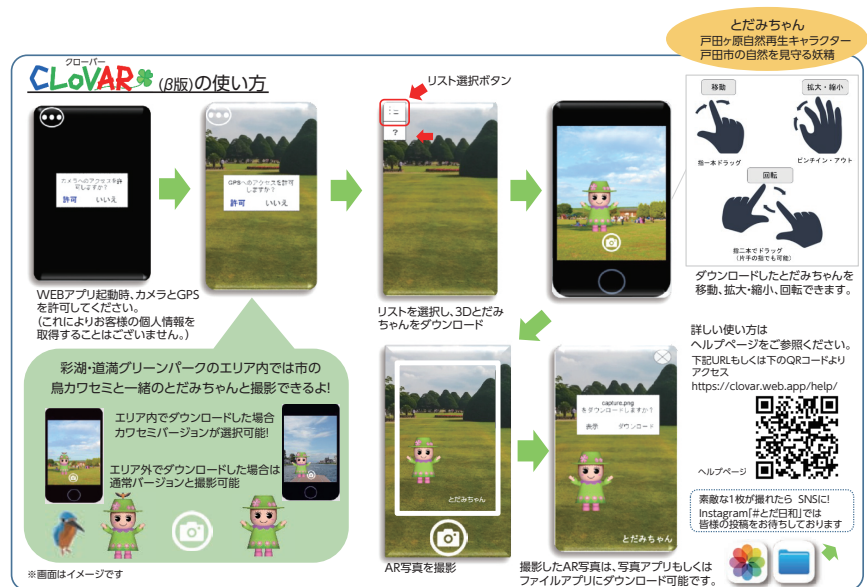 とだみちゃん
戸田ヶ原自然再生キャラクター
戸田市の自然を見守る妖精
クローバー
CLoVAR (β版)の使い方
カメラへのアクセスを許
可しますか？
許可 いいえ
WEBアプリ起動時、カメラとGPS
を許可してください。
(これによりお客様の個人情報を
取得することはございません。)
GPSへのアクセスを許可
しますか？
許可 いいえ
リスト選択ボタン
?
リストを選択し、3Dとだみ
ちゃんをダウンロード
移動
指一本ドラッグ
拡大・縮小
ピンチイン・アウト
回転
指二本でドラッグ
(片手の指でも可能)
ダウンロードしたとだみちゃんを
移動、拡大・縮小、回転できます。
彩湖・道満グリーンパークのエリア内では市の
鳥カワセミと一緒のとだみちゃんと撮影できるよ!
エリア内でダウンロードした場合
カワセミバージョンが選択可能!
エリア外でダウンロードした場合は
通常バージョンと撮影可能
※画面はイメージです
とだみちゃん
AR写真を撮影
capture.png
をダウンロードしますか？
表示 ダウンロード
とだみちゃん
撮影したAR写真は、写真アプリもしくは
ファイルアプリにダウンロード可能です。
詳しい使い方は
ヘルプページをご参照ください。
下記URLもしくは下のQRコードより
アクセス
https://clovar.web.app/help/
ヘルプページ
素敵な1枚が撮れたら SNSに!
Instagram「#とだ日和」では
皆様の投稿をお待ちしております